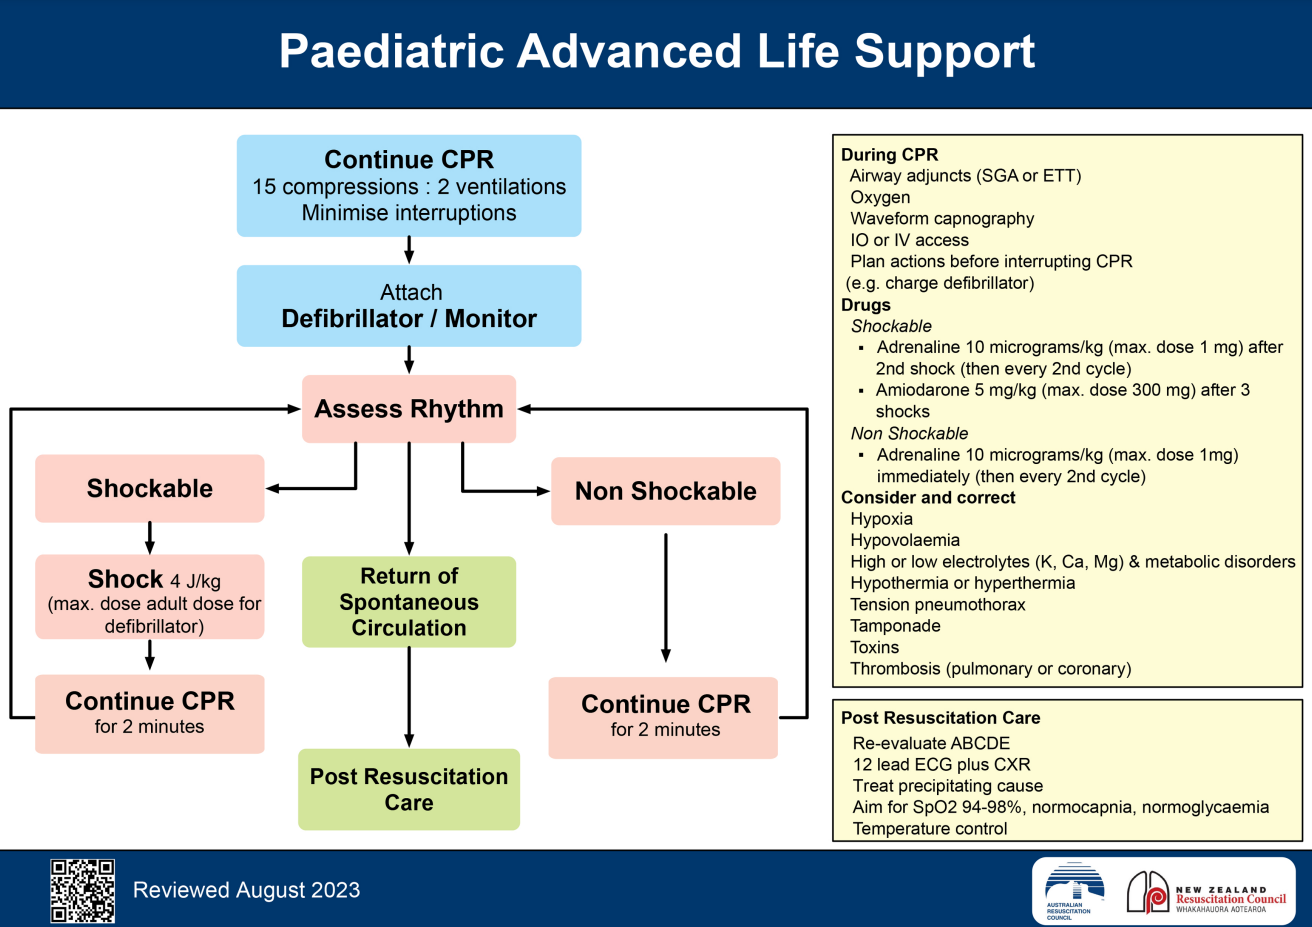 Paediatric Advanced Life Support
Continue CPR
15 compressions : 2 ventilations
Minimise interruptions
Attach
Defibrillator / Monitor
Assess Rhythm
Shockable
Non Shockable
Shock 4 J/kg
(max. dose adult dose for
defibrillator)
Return of
Spontaneous
Circulation
Continue CPR
for 2 minutes
Continue CPR
for 2 minutes
Post Resuscitation
Care
During CPR
Airway adjuncts (SGA or ETT)
Oxygen
Waveform capnography
IO or IV access
Plan actions before interrupting CPR
(e.g. charge defibrillator)
Drugs
Shockable
▪ Adrenaline 10 micrograms/kg (max. dose 1 mg) after
2nd shock (then every 2nd cycle)
▪ Amiodarone 5 mg/kg (max. dose 300 mg) after 3
shocks
Non Shockable
▪ Adrenaline 10 micrograms/kg (max. dose 1mg)
immediately (then every 2nd cycle)
Consider and correct
Hypoxia
Hypovolaemia
High or low electrolytes (K, Ca, Mg) & metabolic disorders
Hypothermia or hyperthermia
Tension pneumothorax
Tamponade
Toxins
Thrombosis (pulmonary or coronary)
Post Resuscitation Care
Re-evaluate ABCDE
12 lead ECG plus CXR
Treat precipitating cause
Aim for SpO2 94-98%, normocapnia, normoglycaemia
Temperature control
Reviewed August 2023
AUSTRALIAN
RESUSCITATION
COUNCIL
NEW ZEALAND
Resuscitation Council
WHAKAHAUORA AOTEAROA